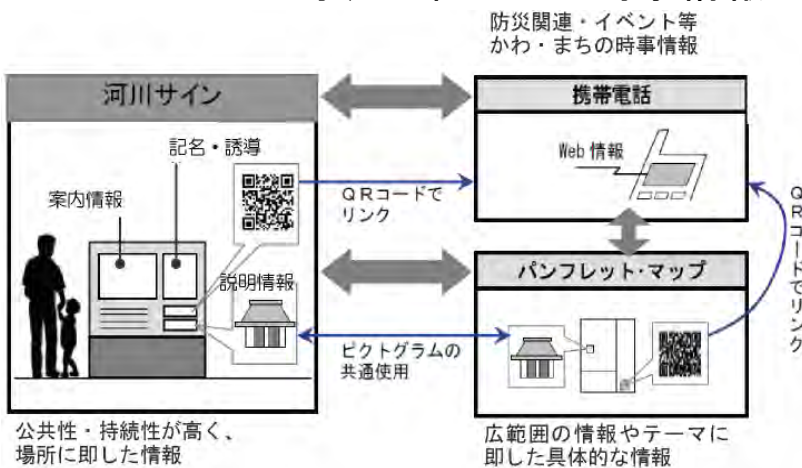 防災関連・イベント等
かわ・まちの時事情報
河川サイン
携帯電話
記名・誘導
案内情報
説明情報
Web 情報
QRコードで
リンク
パンフレット・マップ
ピクトグラムの
共通使用
QRコードでリンク
公共性・持続性が高く、
場所に即した情報
広範囲の情報やテーマに
即した具体的な情報